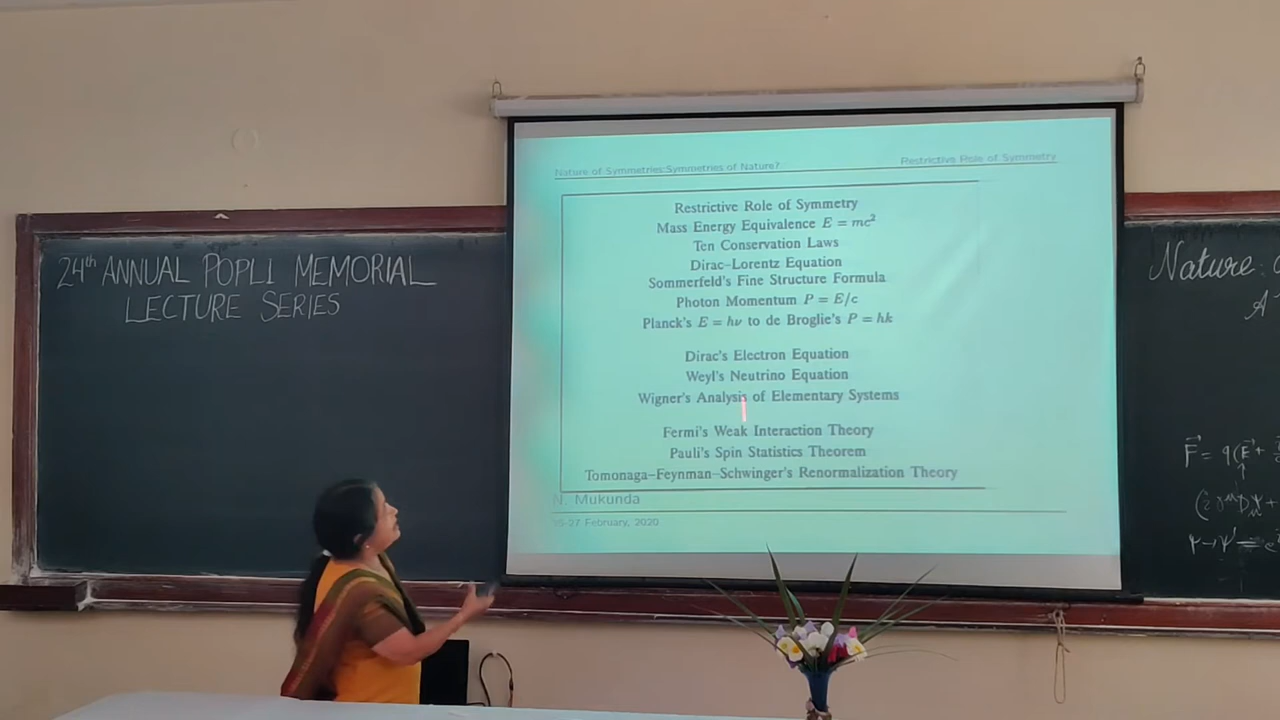 24th ANNUAL POPLI MEMORIAL
LECTURE SERIES
Nature of Symmetries:Symmetries of Nature?
Restrictive Role of Symmetry
Restrictive Role of Symmetry
Mass Energy Equivalence E = mc²
Ten Conservation Laws
Dirac–Lorentz Equation
Sommerfeld's Fine Structure Formula
Photon Momentum P = E/c
Planck's E = hν to de Broglie's P = hk
Dirac's Electron Equation
Weyl's Neutrino Equation
Wigner's Analysis of Elementary Systems
Fermi's Weak Interaction Theory
Pauli's Spin Statistics Theorem
Tomonaga–Feynman–Schwinger's Renormalization Theory
N. Mukunda
February, 2020
Nature
A